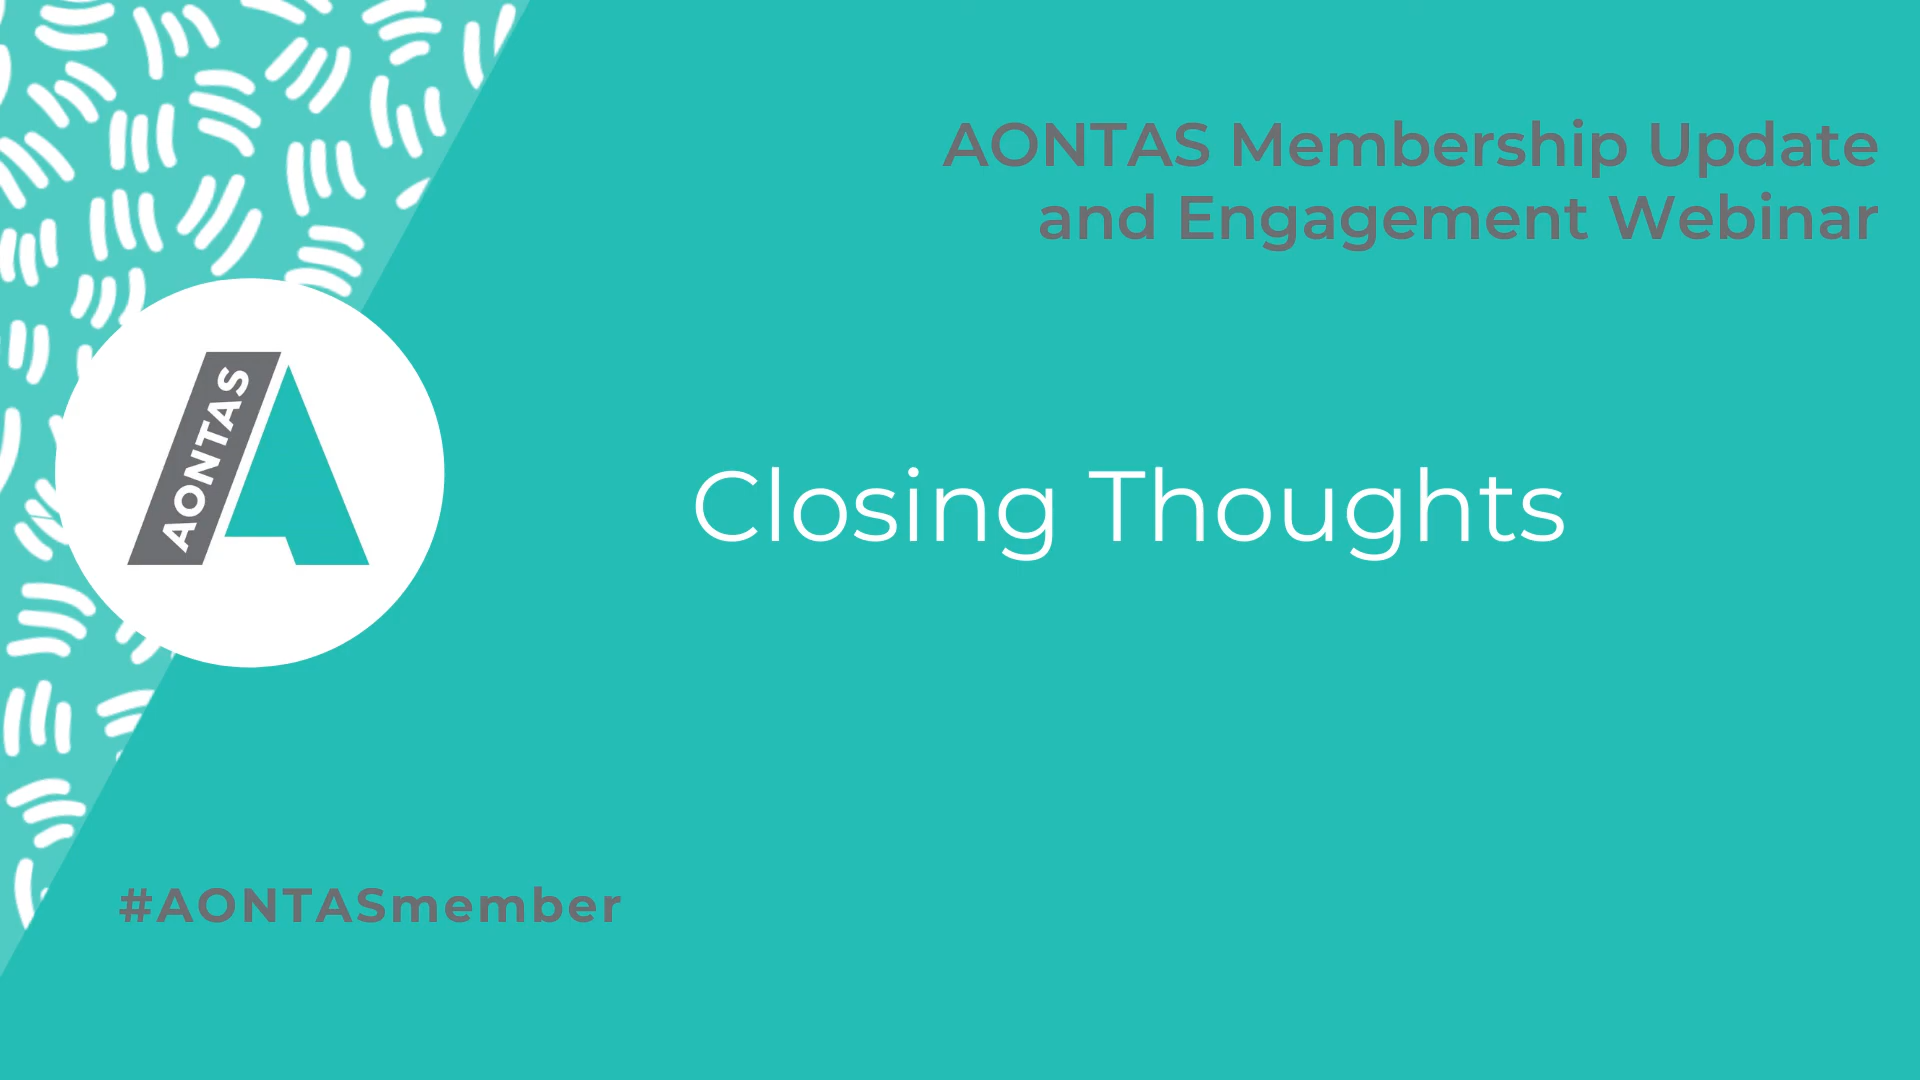 AONTAS Membership Update
and Engagement Webinar
AONTAS
Closing Thoughts
#AONTASmember